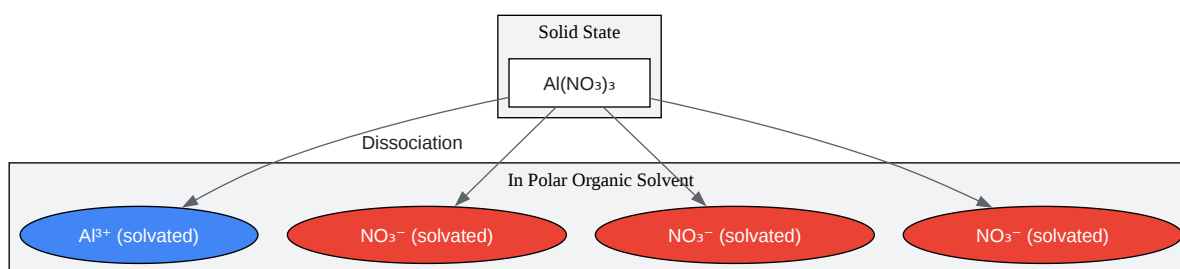 Solid State
Al(NO₃)₃
Dissociation
In Polar Organic Solvent
Al³⁺ (solvated)
NO₃⁻ (solvated)
NO₃⁻ (solvated)
NO₃⁻ (solvated)